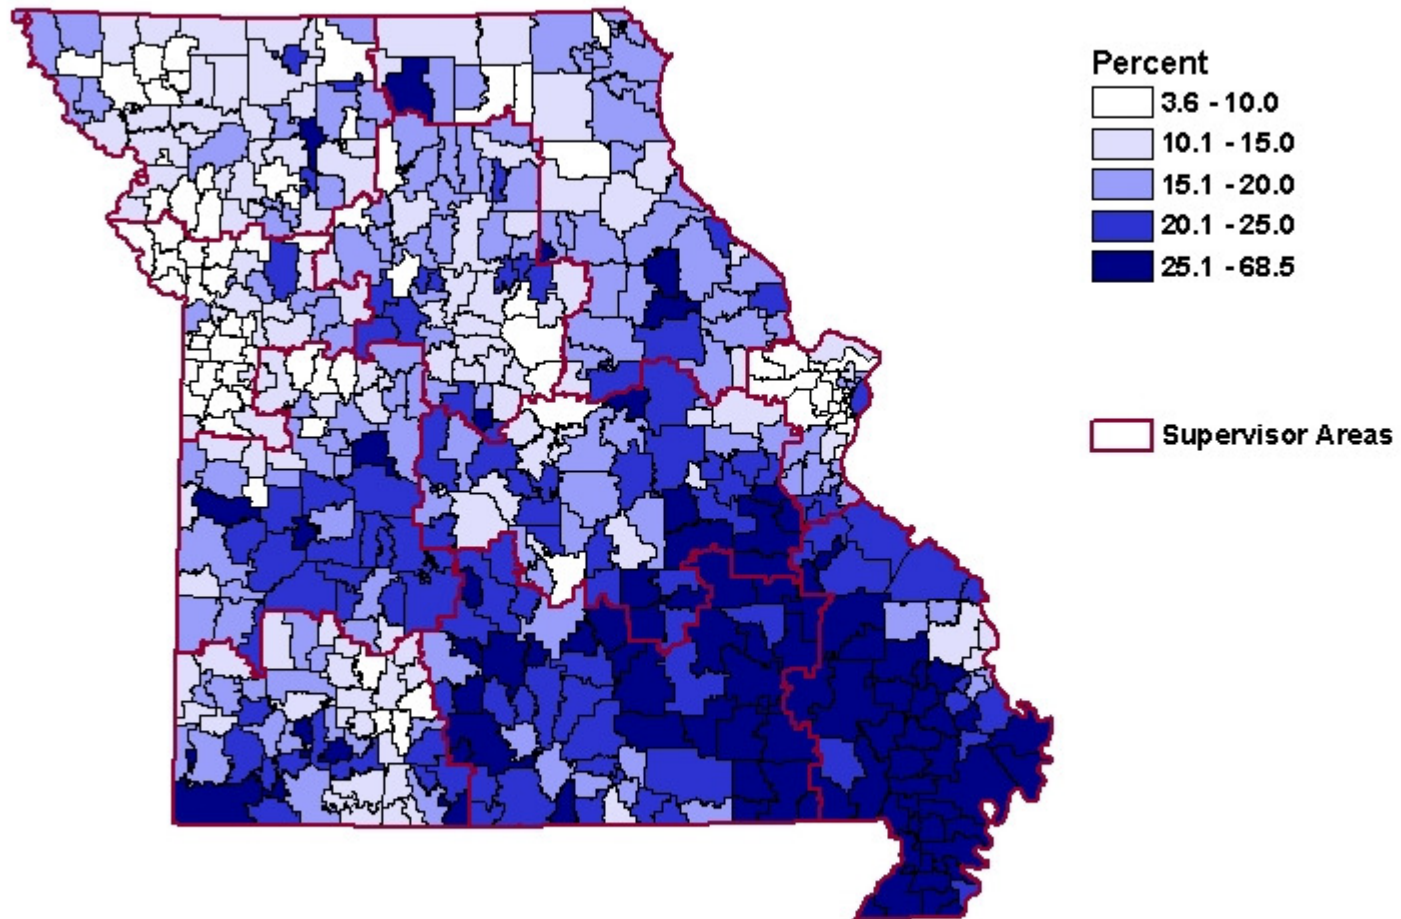 Percent
3.6 - 10.0
10.1 - 15.0
15.1 - 20.0
20.1 - 25.0
25.1 - 68.5
Supervisor Areas